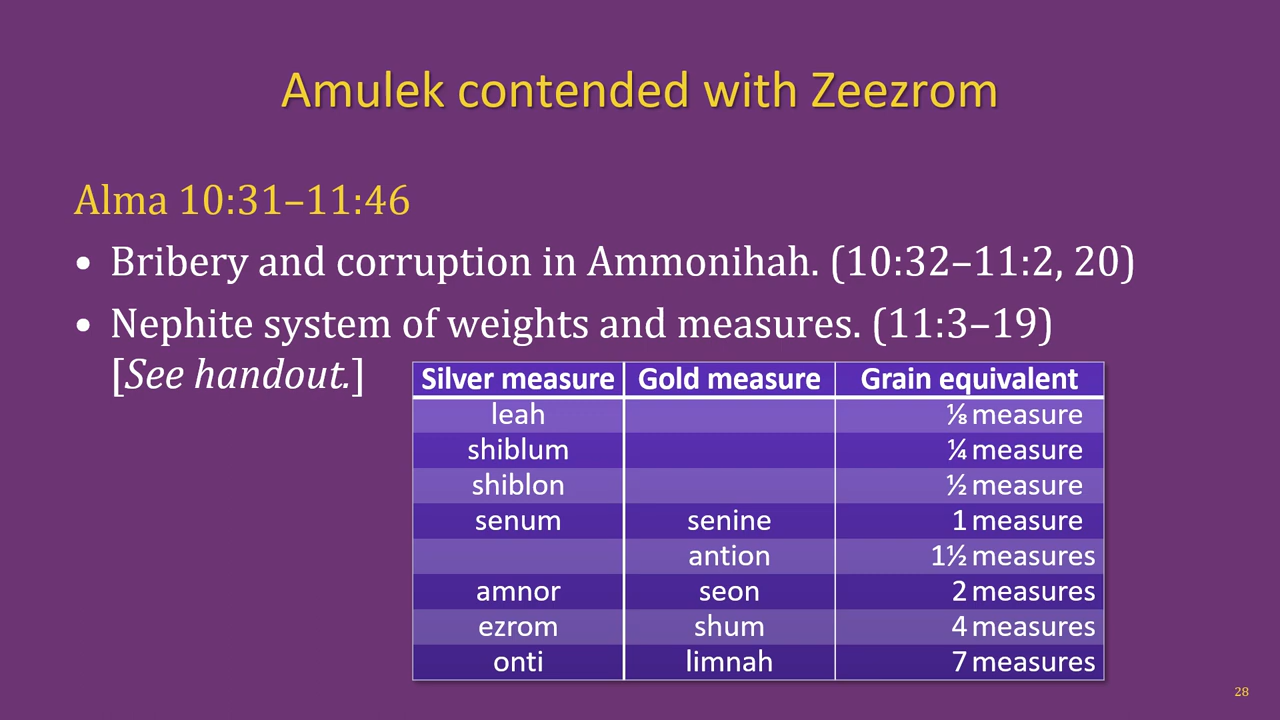 Amulek contended with Zeezrom
Alma 10:31–11:46
• Bribery and corruption in Ammonihah. (10:32–11:2, 20)
• Nephite system of weights and measures. (11:3–19)
[See handout.]
Silver measure Gold measure Grain equivalent
leah ⅛ measure
shiblum ¼ measure
shiblon ½ measure
senum senine 1 measure
antion 1½ measures
amnor seon 2 measures
ezrom shum 4 measures
onti limnah 7 measures
28